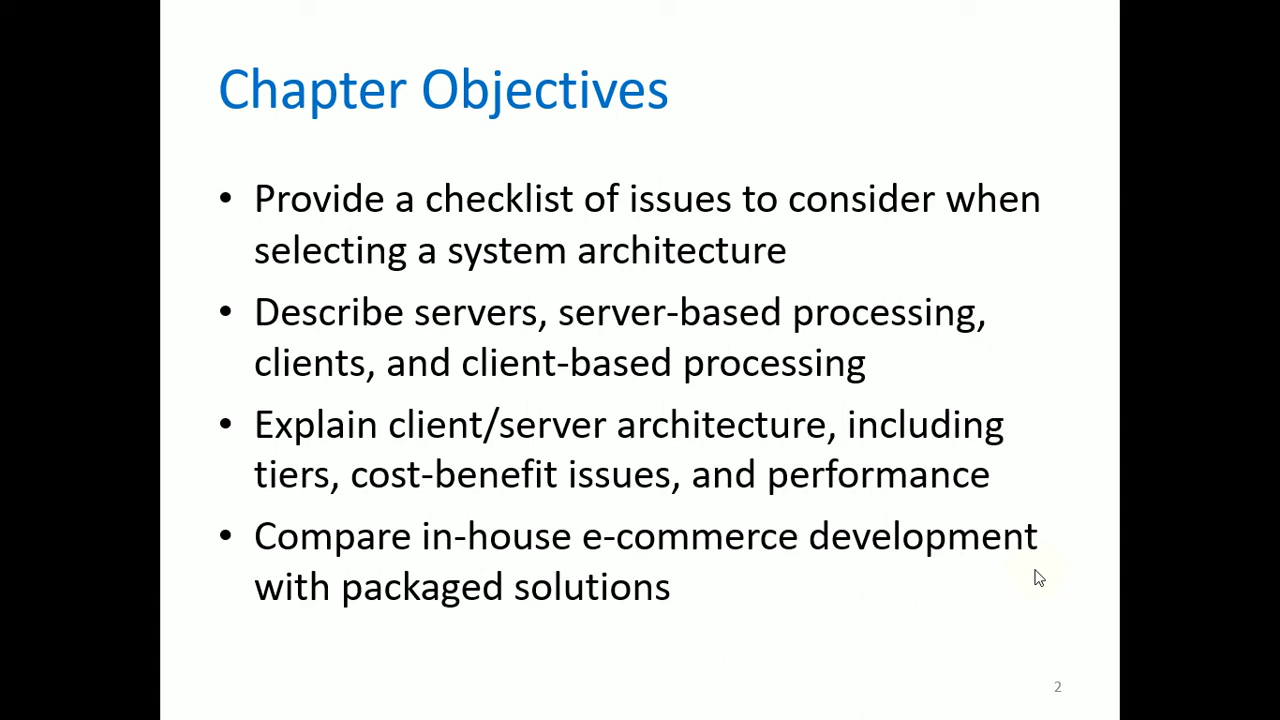 Chapter Objectives
• Provide a checklist of issues to consider when
selecting a system architecture
• Describe servers, server-based processing,
clients, and client-based processing
• Explain client/server architecture, including
tiers, cost-benefit issues, and performance
• Compare in-house e-commerce development
with packaged solutions
2